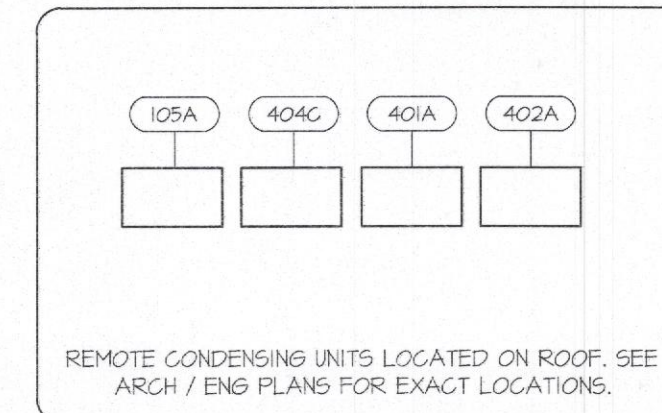 105A 404C 401A 402A
REMOTE CONDENSING UNITS LOCATED ON ROOF. SEE
ARCH / ENG PLANS FOR EXACT LOCATIONS.